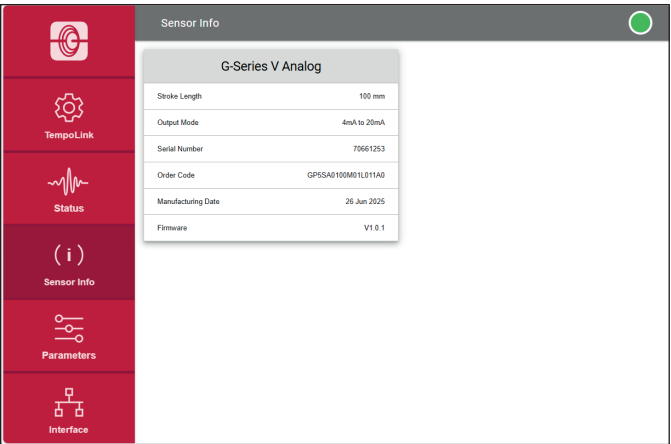 Sensor Info
G-Series V Analog
Stroke Length 100 mm
Output Mode 4mA to 20mA
Serial Number 70661253
Order Code GP5SA0100M01L011A0
Manufacturing Date 26 Jun 2025
Firmware V1.0.1
TempoLink
Status
(i)
Sensor Info
Parameters
Interface